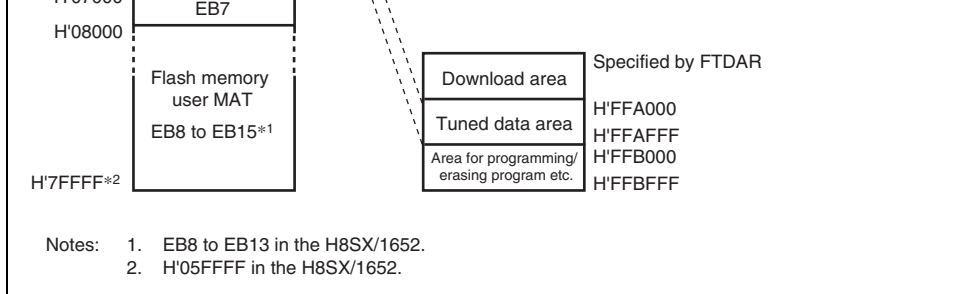 EB7
H'08000
Flash memory
user MAT
EB8 to EB15*1
H'7FFFF*2
Download area
Specified by FTDAR
Tuned data area
H'FFA000
H'FFAFFF
Area for programming/
erasing program etc.
H'FFB000
H'FFBFFF
Notes: 1. EB8 to EB13 in the H8SX/1652.
2. H'05FFFF in the H8SX/1652.